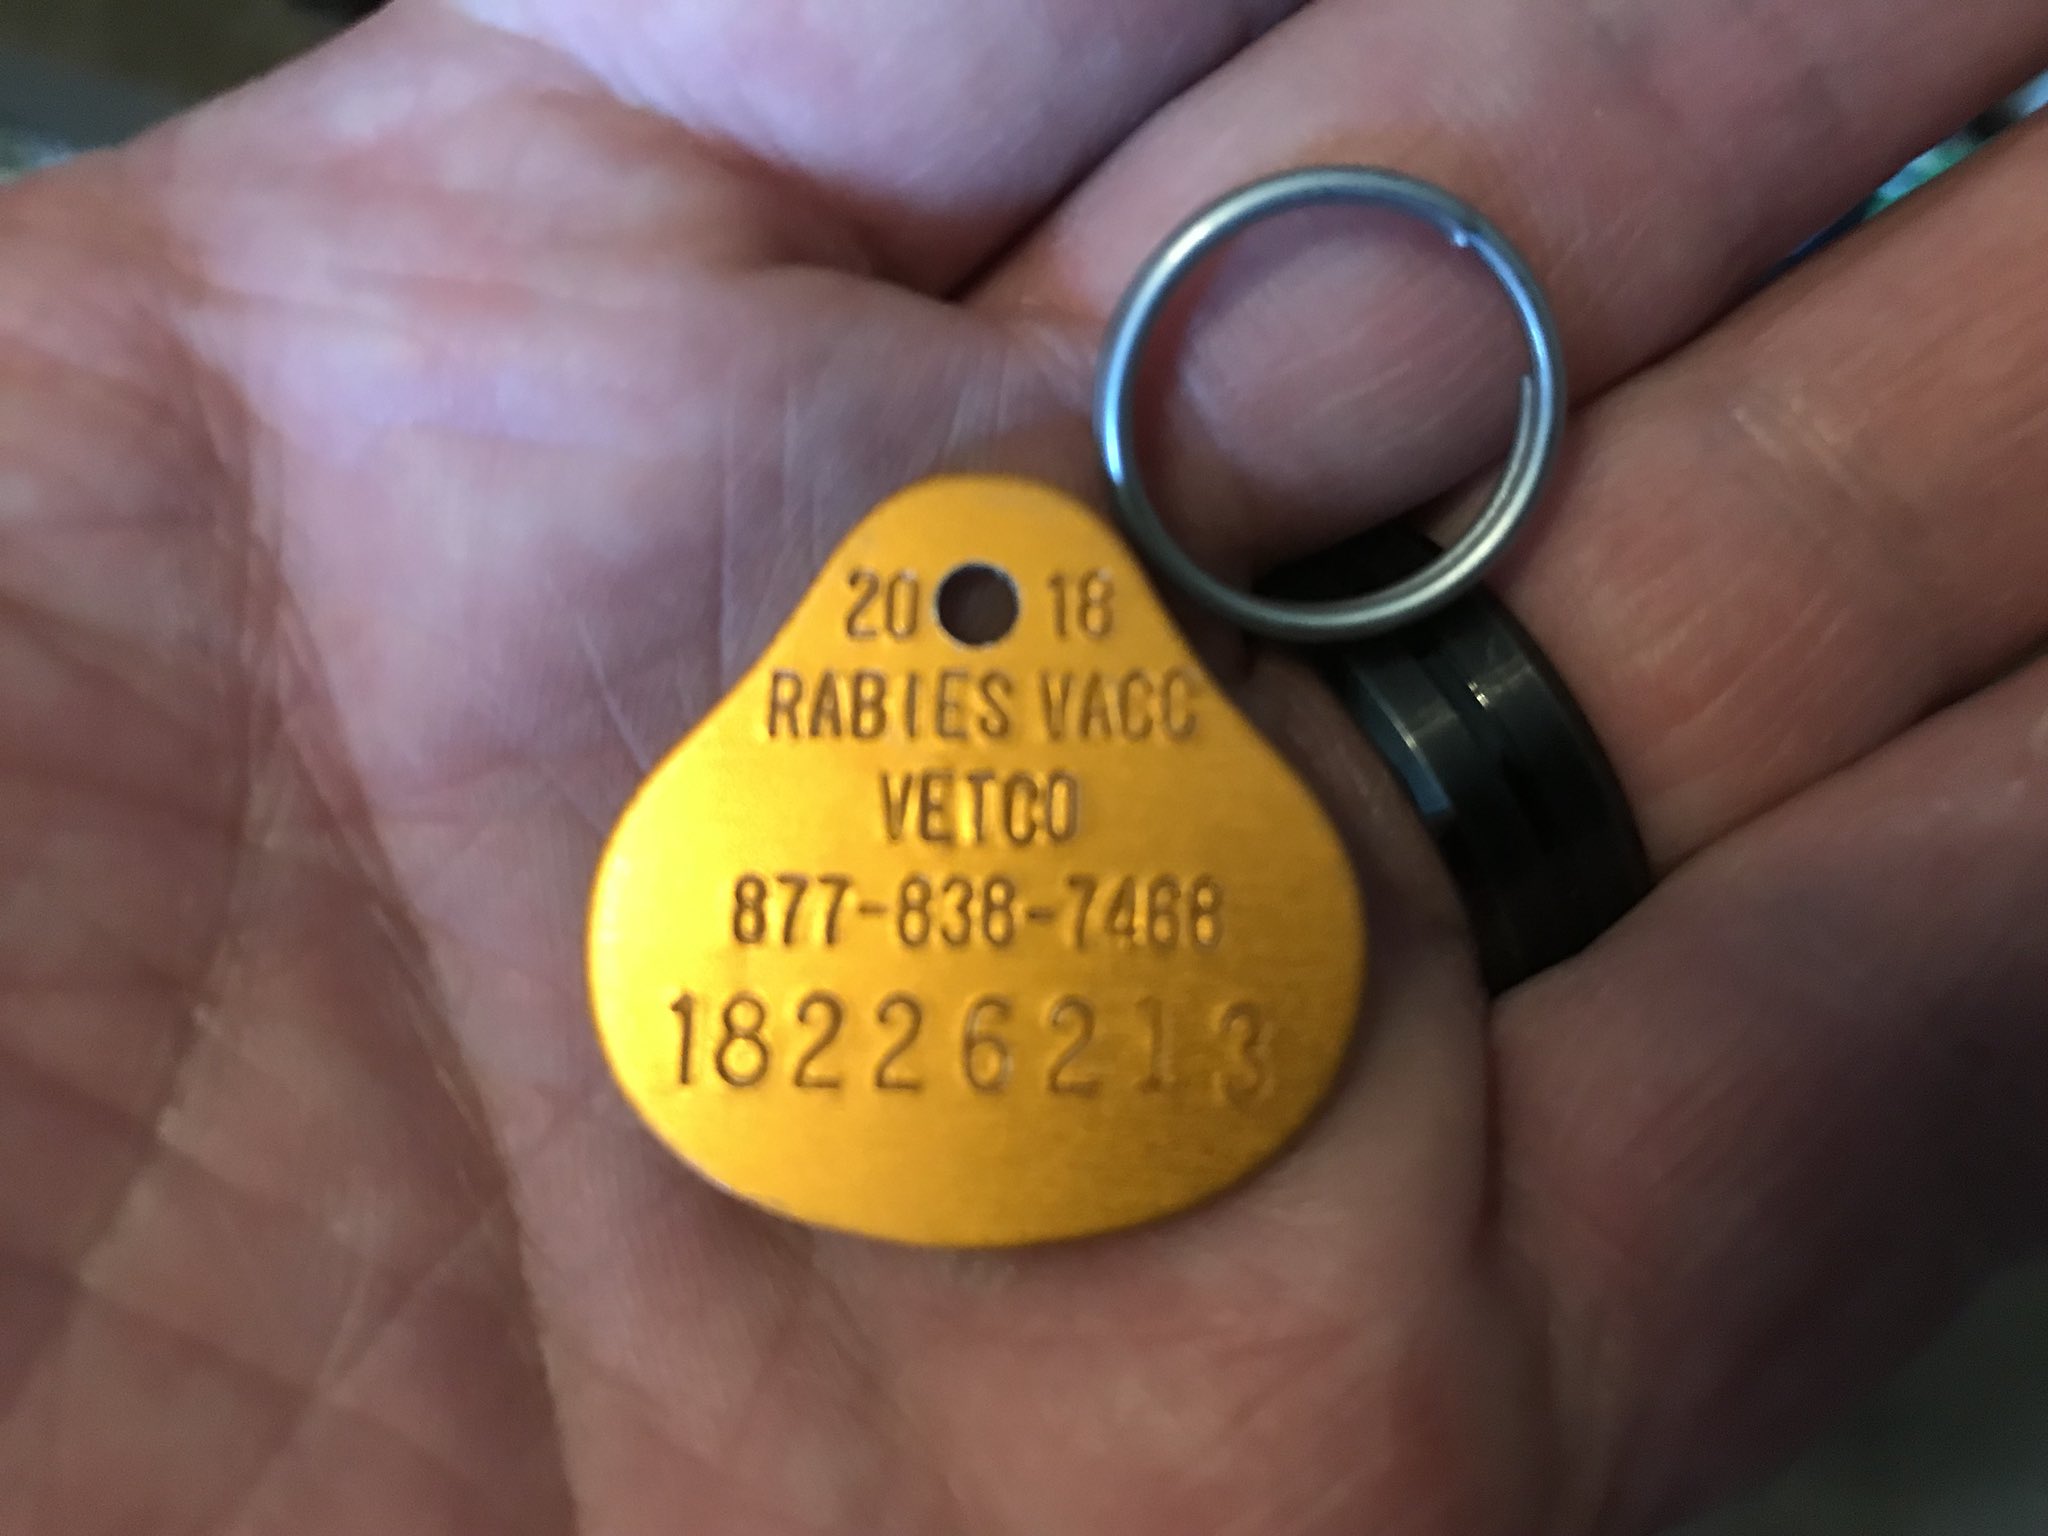 20 18
RABIES VACC
VETCO
877-838-7468
18226213